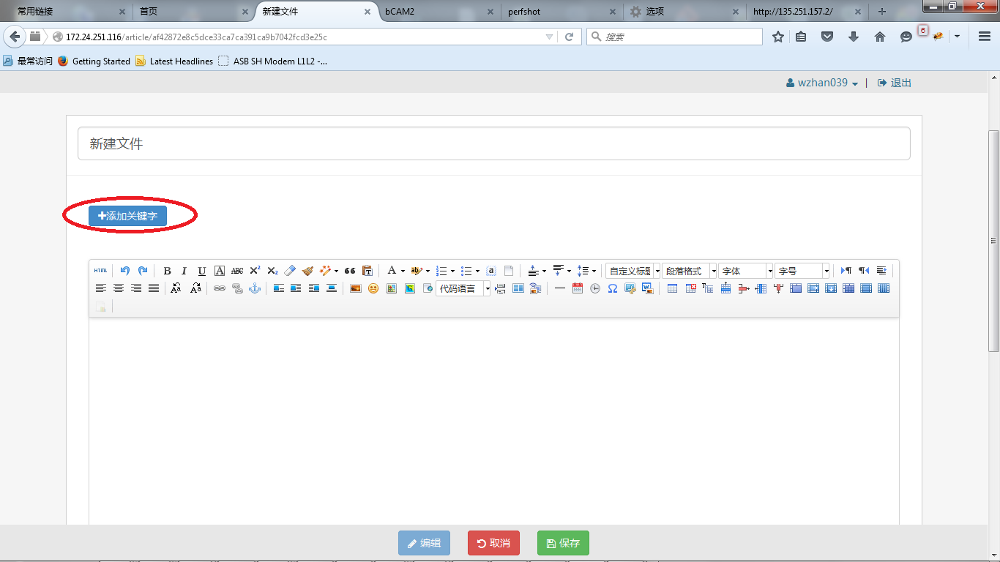 常用链接
首页
新建文件
bCAM2
perfshot
选项
http://135.251.157.2/
172.24.251.116/article/af42872e8c5dce33ca7ca391ca9b7042fcd3e25c
搜索
6
最常访问 Getting Started Latest Headlines ASB SH Modem L1L2 -...
wzhan039 | 退出
新建文件
添加关键字
HTML B I U A ABC X² X₂ A ab a 自定义标题 段落格式 字体 字号
代码语言
编辑 取消 保存